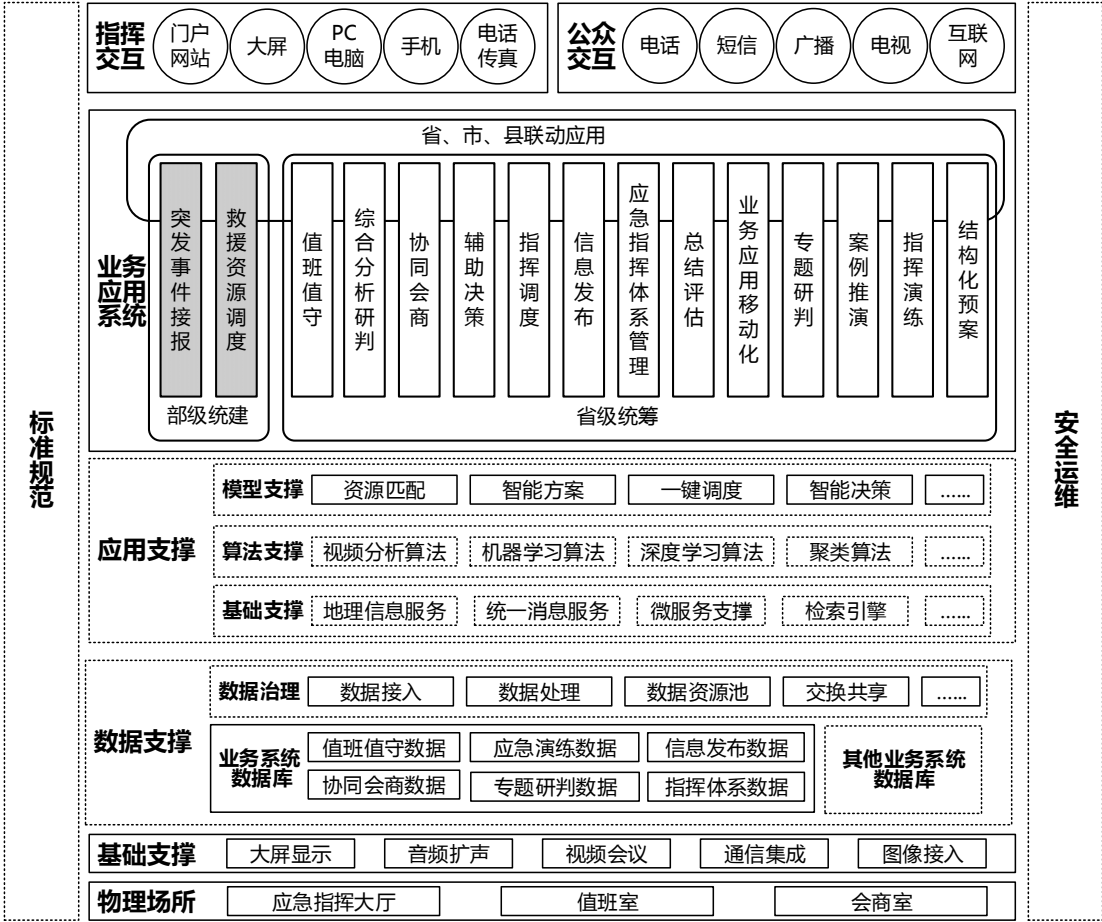 指挥
交互
门户
网站
大屏
PC
电脑
手机
电话
传真
公众
交互
电话
短信
广播
电视
互联
网
标准规范
安全运维
业务
应用
系统
省、市、县联动应用
突发事件接报
救援资源调度
部级统建
值班值守
综合分析研判
协同会商
辅助决策
指挥调度
信息发布
应急指挥体系管理
总结评估
业务应用移动化
专题研判
案例推演
指挥演练
结构化预案
省级统筹
应用支撑
模型支撑
资源匹配
智能方案
一键调度
智能决策
......
算法支撑
视频分析算法
机器学习算法
深度学习算法
聚类算法
......
基础支撑
地理信息服务
统一消息服务
微服务支撑
检索引擎
......
数据支撑
数据治理
数据接入
数据处理
数据资源池
交换共享
......
业务系统
数据库
值班值守数据
应急演练数据
信息发布数据
协同会商数据
专题研判数据
指挥体系数据
其他业务系统
数据库
基础支撑
大屏显示
音频扩声
视频会议
通信集成
图像接入
物理场所
应急指挥大厅
值班室
会商室